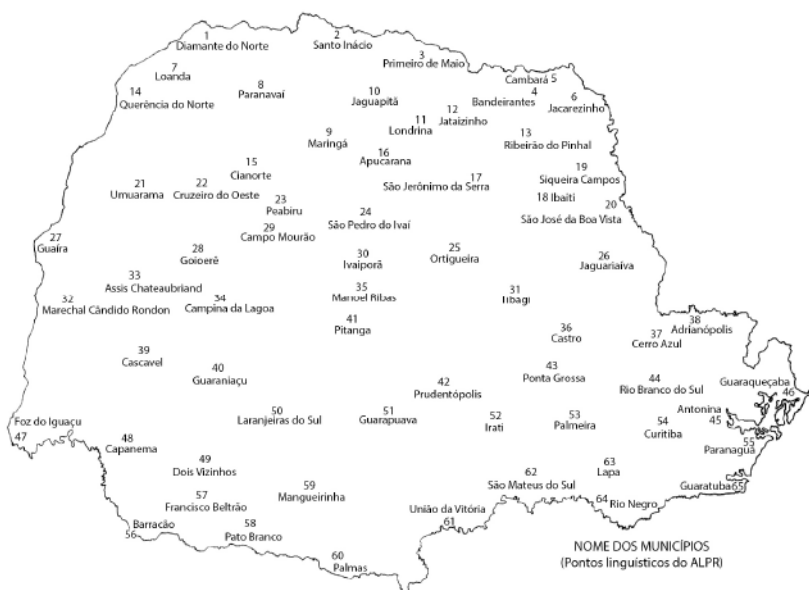 1
Diamante do Norte
2
Santo Inácio
3
Primeiro de Maio
Cambará 5
4
Bandeirantes
6
Jacarezinho
7
Loanda
8
Paranavaí
14
Querência do Norte
10
Jaguapitã
11
Londrina
12
Jataizinho
13
Ribeirão do Pinhal
9
Maringá
16
Apucarana
15
Cianorte
17
São Jerônimo da Serra
19
Siqueira Campos
18 Ibaiti
20
São José da Boa Vista
21
Umuarama
22
Cruzeiro do Oeste
23
Peabiru
24
São Pedro do Ivaí
29
Campo Mourão
27
Guaíra
28
Goioerê
30
Ivaiporã
25
Ortigueira
26
Jaguariaíva
33
Assis Chateaubriand
32
Marechal Cândido Rondon
34
Campina da Lagoa
35
Manoel Ribas
31
Tibagi
41
Pitanga
36
Castro
37
Cerro Azul
38
Adrianópolis
39
Cascavel
40
Guaraniaçu
42
Prudentópolis
43
Ponta Grossa
44
Rio Branco do Sul
Guaraqueçaba
46
Antonina
45
Foz do Iguaçu
47
48
Capanema
50
Laranjeiras do Sul
51
Guarapuava
52
Irati
53
Palmeira
54
Curitiba
55
Paranaguá
49
Dois Vizinhos
57
Francisco Beltrão
59
Mangueirinha
62
São Mateus do Sul
63
Lapa
Guaratuba 65
64 Rio Negro
União da Vitória
61
Barracão
56
58
Pato Branco
60
Palmas
NOME DOS MUNICÍPIOS
(Pontos linguísticos do ALPR)